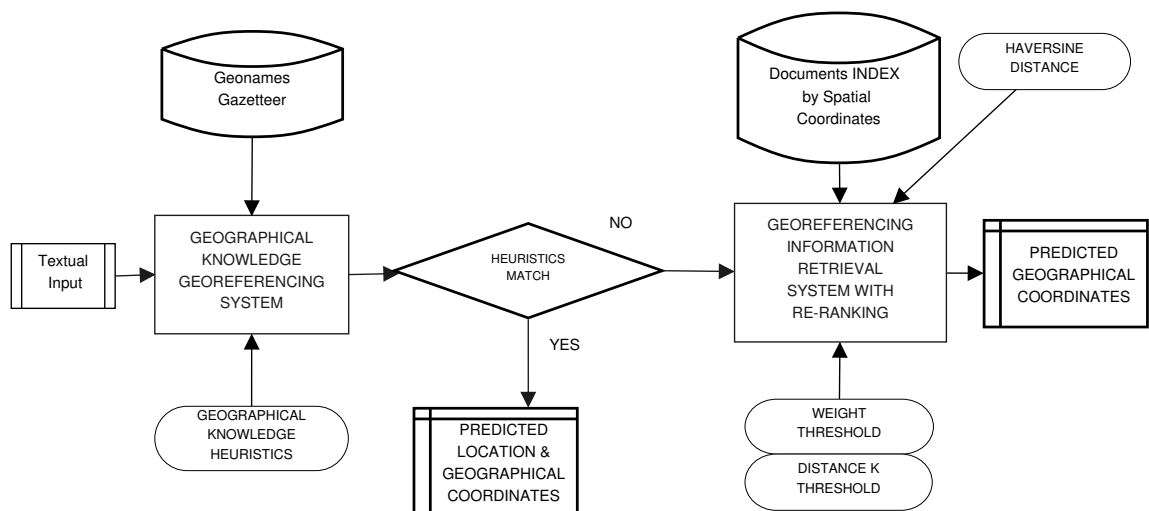 Geonames
Gazetteer
Documents INDEX
by Spatial
Coordinates
HAVERSINE
DISTANCE
Textual
Input
GEOGRAPHICAL
KNOWLEDGE
GEOREFERENCING
SYSTEM
HEURISTICS
MATCH
NO
YES
GEOREFERENCING
INFORMATION
RETRIEVAL
SYSTEM WITH
RE-RANKING
PREDICTED
GEOGRAPHICAL
COORDINATES
GEOGRAPHICAL
KNOWLEDGE
HEURISTICS
PREDICTED
LOCATION &
GEOGRAPHICAL
COORDINATES
WEIGHT
THRESHOLD
DISTANCE K
THRESHOLD